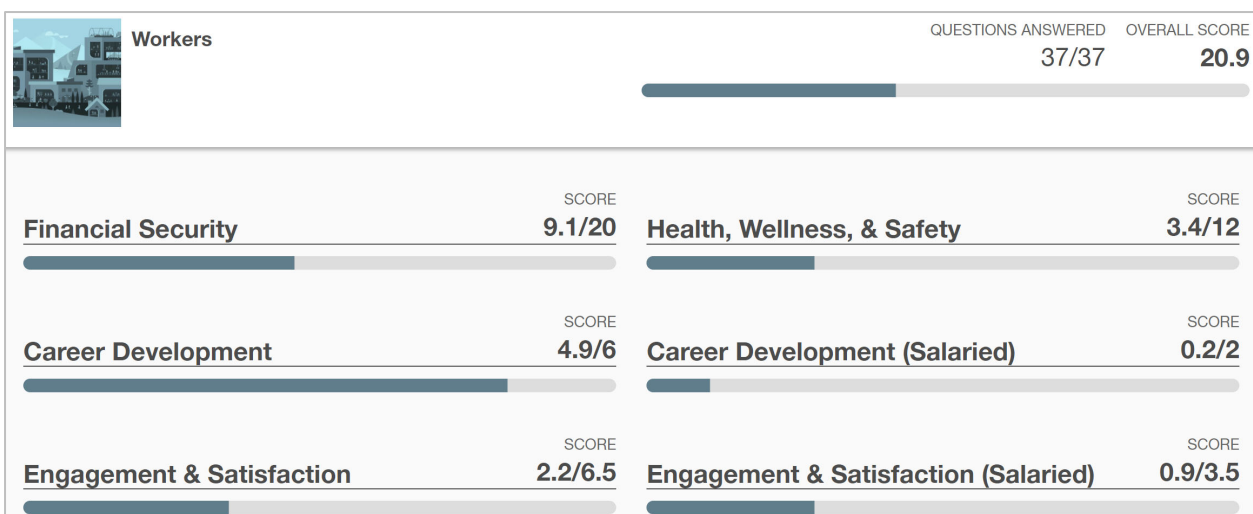 Workers
QUESTIONS ANSWERED OVERALL SCORE
37/37 20.9
SCORE
Financial Security 9.1/20
SCORE
Health, Wellness, & Safety 3.4/12
SCORE
Career Development 4.9/6
SCORE
Career Development (Salaried) 0.2/2
SCORE
Engagement & Satisfaction 2.2/6.5
SCORE
Engagement & Satisfaction (Salaried) 0.9/3.5